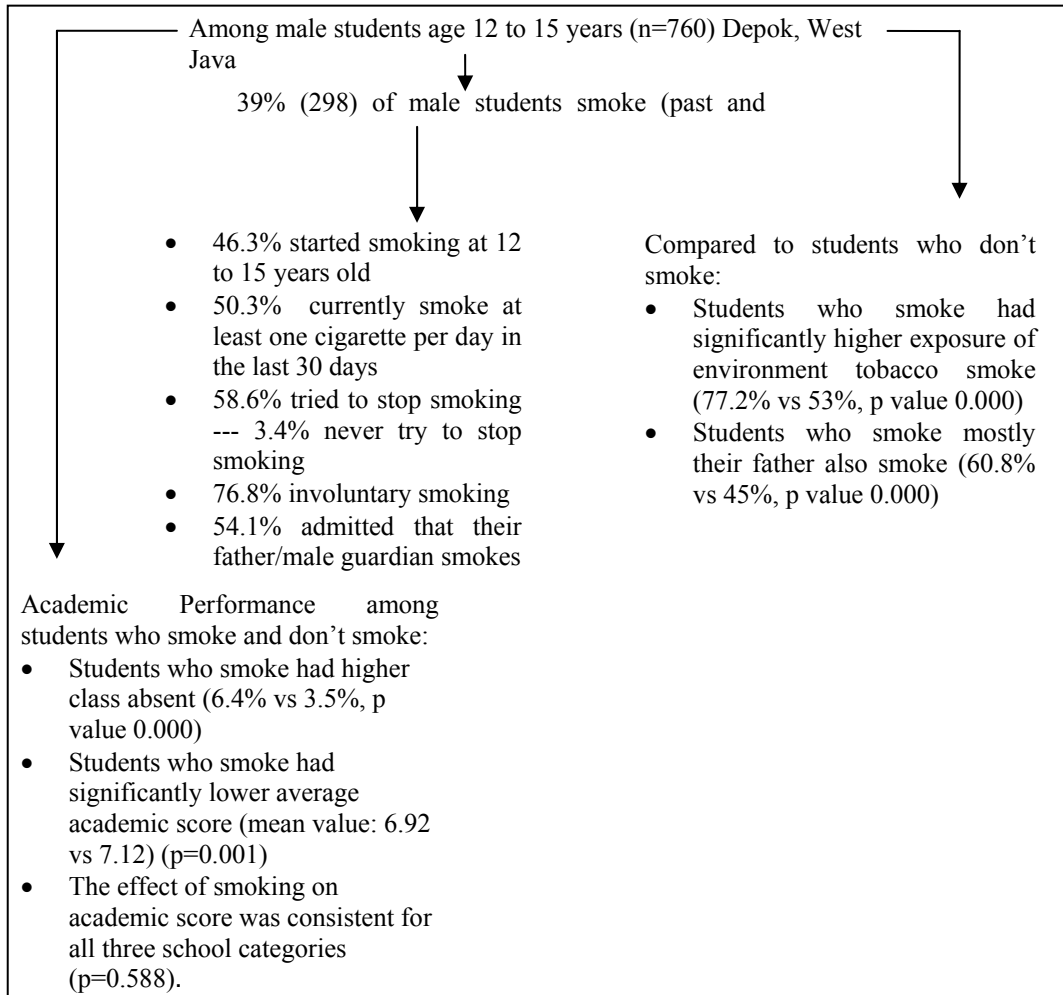 Among male students age 12 to 15 years (n=760) Depok, West
Java
39% (298) of male students smoke (past and
• 46.3% started smoking at 12
to 15 years old
• 50.3% currently smoke at
least one cigarette per day in
the last 30 days
• 58.6% tried to stop smoking
--- 3.4% never try to stop
smoking
• 76.8% involuntary smoking
• 54.1% admitted that their
father/male guardian smokes
Compared to students who don’t
smoke:
• Students who smoke had
significantly higher exposure of
environment tobacco smoke
(77.2% vs 53%, p value 0.000)
• Students who smoke mostly
their father also smoke (60.8%
vs 45%, p value 0.000)
Academic Performance among
students who smoke and don’t smoke:
• Students who smoke had higher
class absent (6.4% vs 3.5%, p
value 0.000)
• Students who smoke had
significantly lower average
academic score (mean value: 6.92
vs 7.12) (p=0.001)
• The effect of smoking on
academic score was consistent for
all three school categories
(p=0.588).